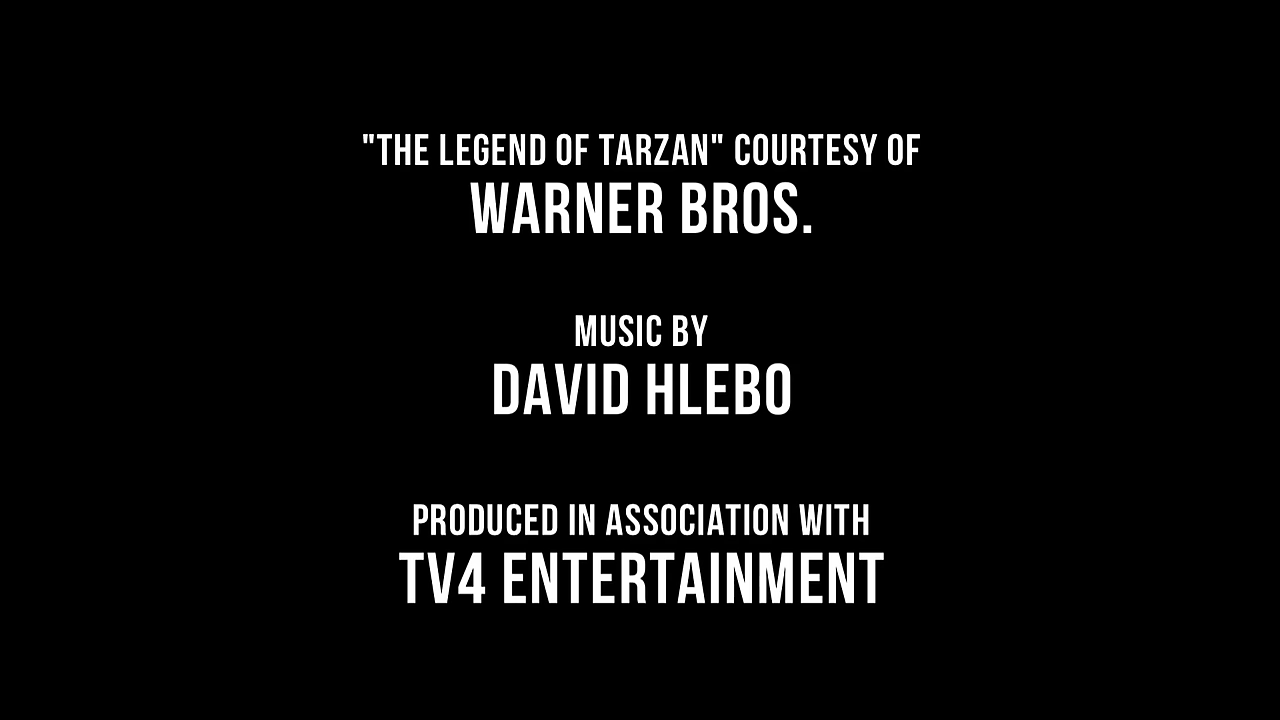 "THE LEGEND OF TARZAN" COURTESY OF
WARNER BROS.
MUSIC BY
DAVID HLEBO
PRODUCED IN ASSOCIATION WITH
TV4 ENTERTAINMENT